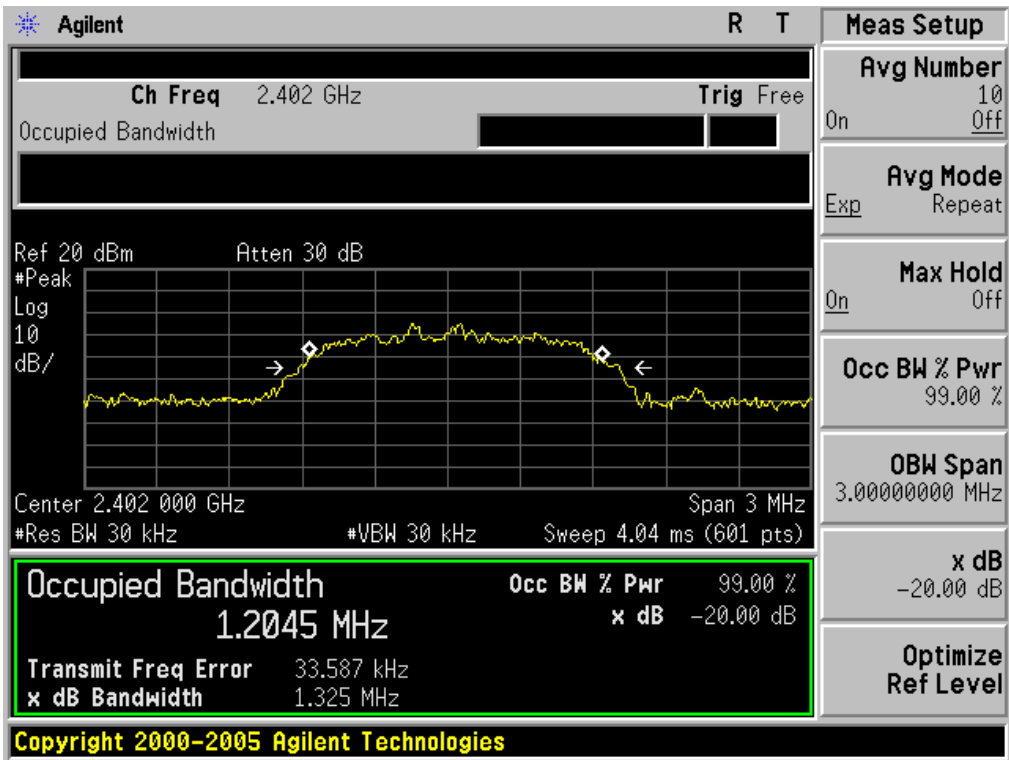 Agilent R T
Ch Freq 2.402 GHz Trig Free
Occupied Bandwidth
Ref 20 dBm Atten 30 dB
#Peak
Log
10
dB/
Center 2.402 000 GHz Span 3 MHz
#Res BW 30 kHz #VBW 30 kHz Sweep 4.04 ms (601 pts)
Occupied Bandwidth Occ BW % Pwr 99.00 %
1.2045 MHz x dB -20.00 dB
Transmit Freq Error 33.587 kHz
x dB Bandwidth 1.325 MHz
Copyright 2000-2005 Agilent Technologies
Meas Setup
Avg Number
10
On Off
Avg Mode
Exp Repeat
Max Hold
On Off
Occ BW % Pwr
99.00 %
OBW Span
3.00000000 MHz
x dB
-20.00 dB
Optimize
Ref Level